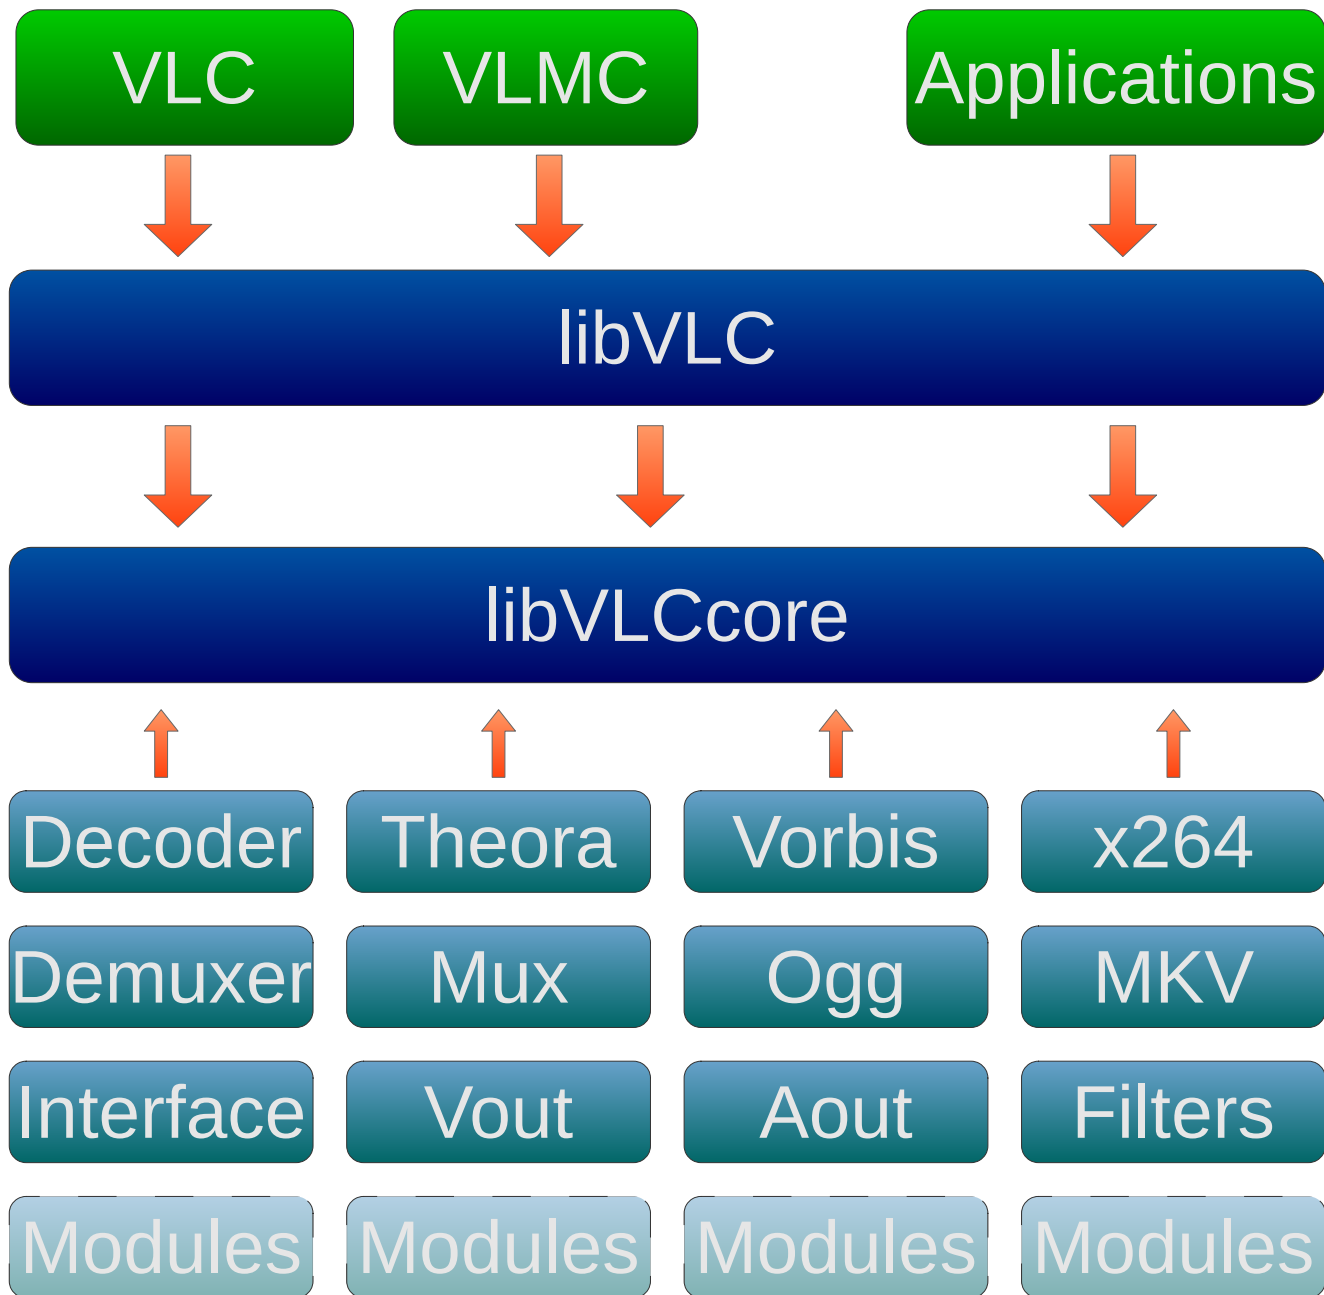 VLC VLMC Applications
libVLC
libVLCcore
Decoder Theora Vorbis x264
Demuxer Mux Ogg MKV
Interface Vout Aout Filters
Modules Modules Modules Modules